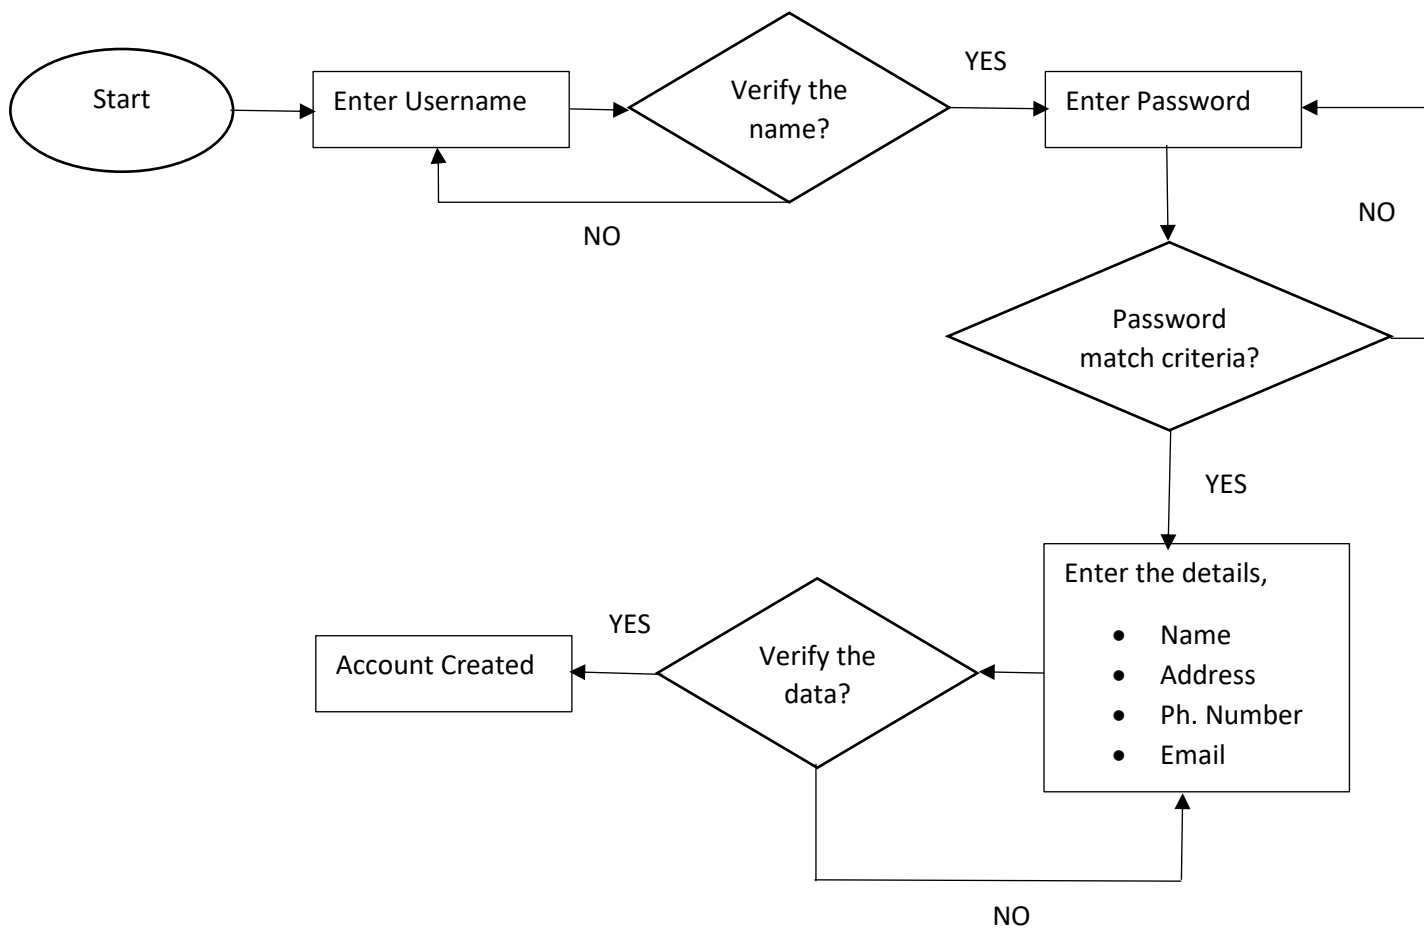 Start
Enter Username
Verify the
name?
YES
Enter Password
NO
NO
Password
match criteria?
YES
Enter the details,
• Name
• Address
• Ph. Number
• Email
Verify the
data?
YES
Account Created
NO